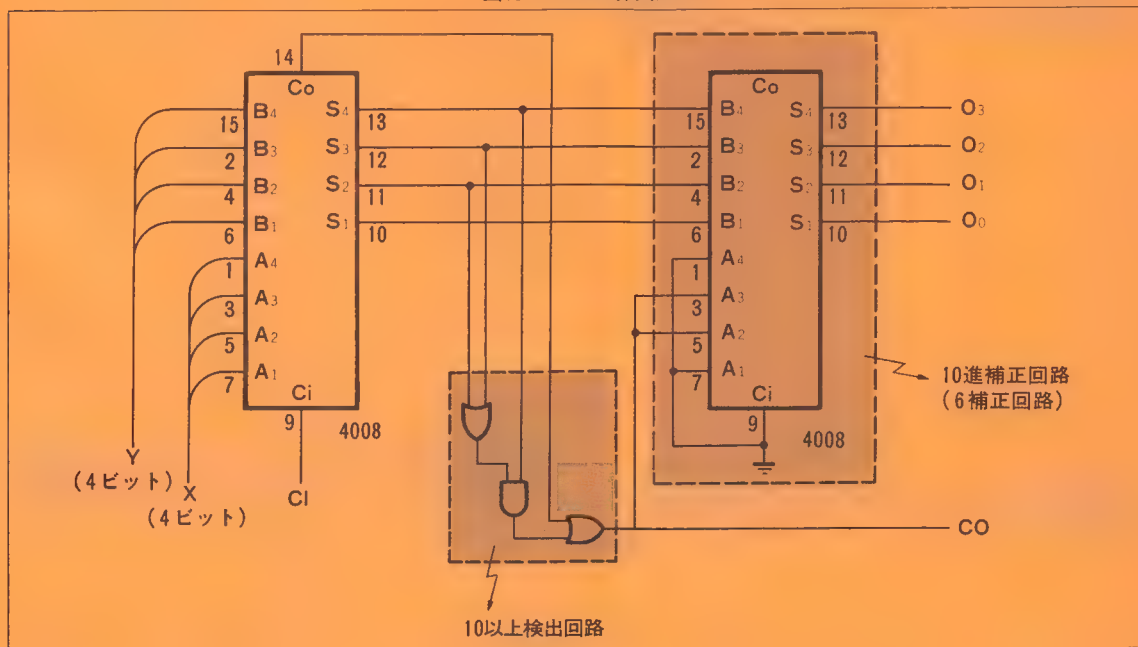 14
Co
B4 S4
15 13
B3 S3
2 12
B2 S2
4 11
B1 S1
6 10
A4
1
A3
3
A2
5
A1
7
Ci
9
4008
Y
(4ビット)
X
(4ビット)
CI
Co
B4 S4
15 13
B3 S3
2 12
B2 S2
4 11
B1 S1
6 10
A4
1
A3
3
A2
5
A1
7
Ci
9
4008
O3
O2
O1
O0
10進補正回路
(6補正回路)
CO
10以上検出回路